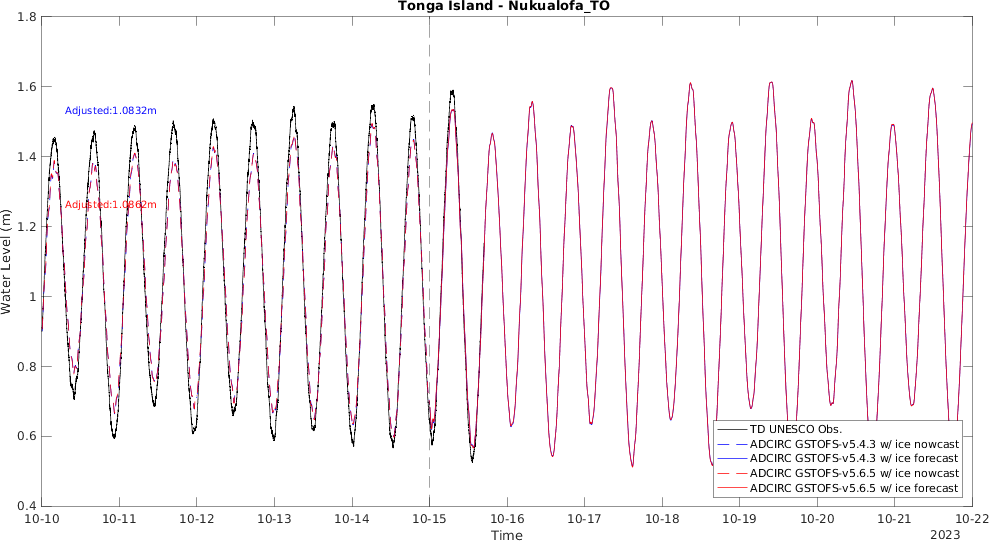 Tonga Island - Nukualofa_TO
1.8
1.6
1.4
1.2
1
0.8
0.6
0.4
Water Level (m)
Adjusted:1.0832m
Adjusted:1.0862m
TD UNESCO Obs.
ADCIRC GSTOFS-v5.4.3 w/ ice nowcast
ADCIRC GSTOFS-v5.4.3 w/ ice forecast
ADCIRC GSTOFS-v5.6.5 w/ ice nowcast
ADCIRC GSTOFS-v5.6.5 w/ ice forecast
10-10 10-11 10-12 10-13 10-14 10-15 10-16 10-17 10-18 10-19 10-20 10-21 10-22
Time
2023